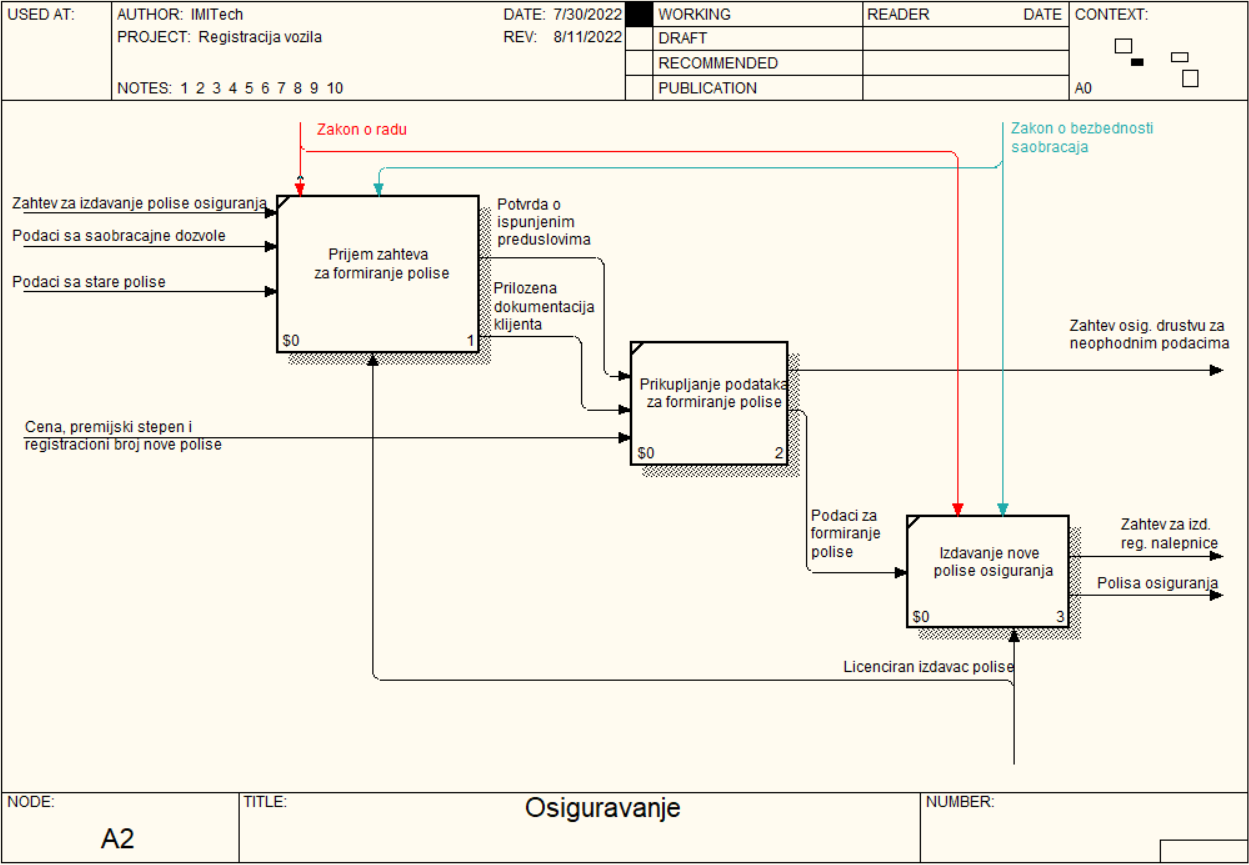 USED AT:
AUTHOR: IMITech
DATE: 7/30/2022
PROJECT: Registracija vozila
REV: 8/11/2022
NOTES: 1 2 3 4 5 6 7 8 9 10
WORKING
DRAFT
RECOMMENDED
PUBLICATION
READER DATE
CONTEXT:
A0
Zakon o radu
Zakon o bezbednosti
saobracaja
Zahtev za izdavanje polise osiguranja
Podaci sa saobracajne dozvole
Podaci sa stare polise
Prijem zahteva
za formiranje polise
$0 1
Potvrda o
ispunjenim
preduslovima
Prilozena
dokumentacija
klijenta
Cena, premijski stepen i
registracioni broj nove polise
Prikupljanje podataka
za formiranje polise
$0 2
Zahtev osig. drustvu za
neophodnim podacima
Podaci za
formiranje
polise
Izdavanje nove
polise osiguranja
$0 3
Zahtev za izd.
reg. nalepnice
Polisa osiguranja
Licenciran izdavac polise
NODE:
A2
TITLE:
Osiguravanje
NUMBER: